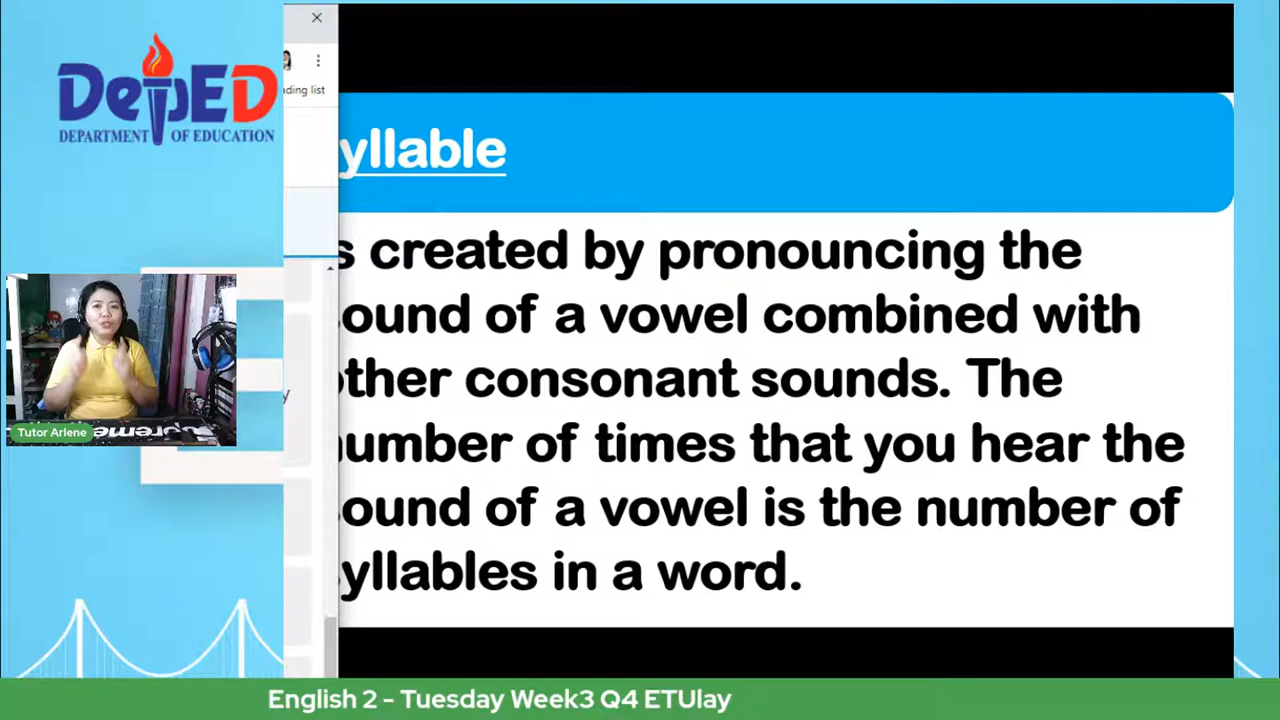 DepED
DEPARTMENT OF EDUCATION
ding list
yllable
s created by pronouncing the
ound of a vowel combined with
ther consonant sounds. The
umber of times that you hear the
ound of a vowel is the number of
yllables in a word.
y
Tutor Arlene
English 2 - Tuesday Week3 Q4 ETUlay